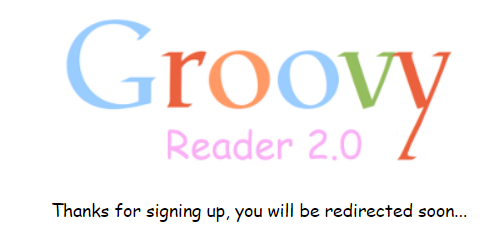 Groovy
Reader 2.0
Thanks for signing up, you will be redirected soon...